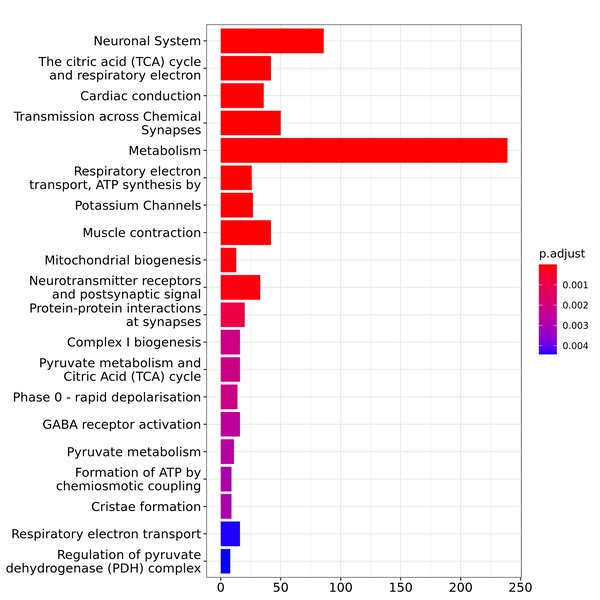 Neuronal System
The citric acid (TCA) cycle
and respiratory electron
Cardiac conduction
Transmission across Chemical
Synapses
Metabolism
Respiratory electron
transport, ATP synthesis by
Potassium Channels
Muscle contraction
Mitochondrial biogenesis
Neurotransmitter receptors
and postsynaptic signal
Protein-protein interactions
at synapses
Complex I biogenesis
Pyruvate metabolism and
Citric Acid (TCA) cycle
Phase 0 - rapid depolarisation
GABA receptor activation
Pyruvate metabolism
Formation of ATP by
chemiosmotic coupling
Cristae formation
Respiratory electron transport
Regulation of pyruvate
dehydrogenase (PDH) complex
0 50 100 150 200 250
p.adjust
0.001
0.002
0.003
0.004